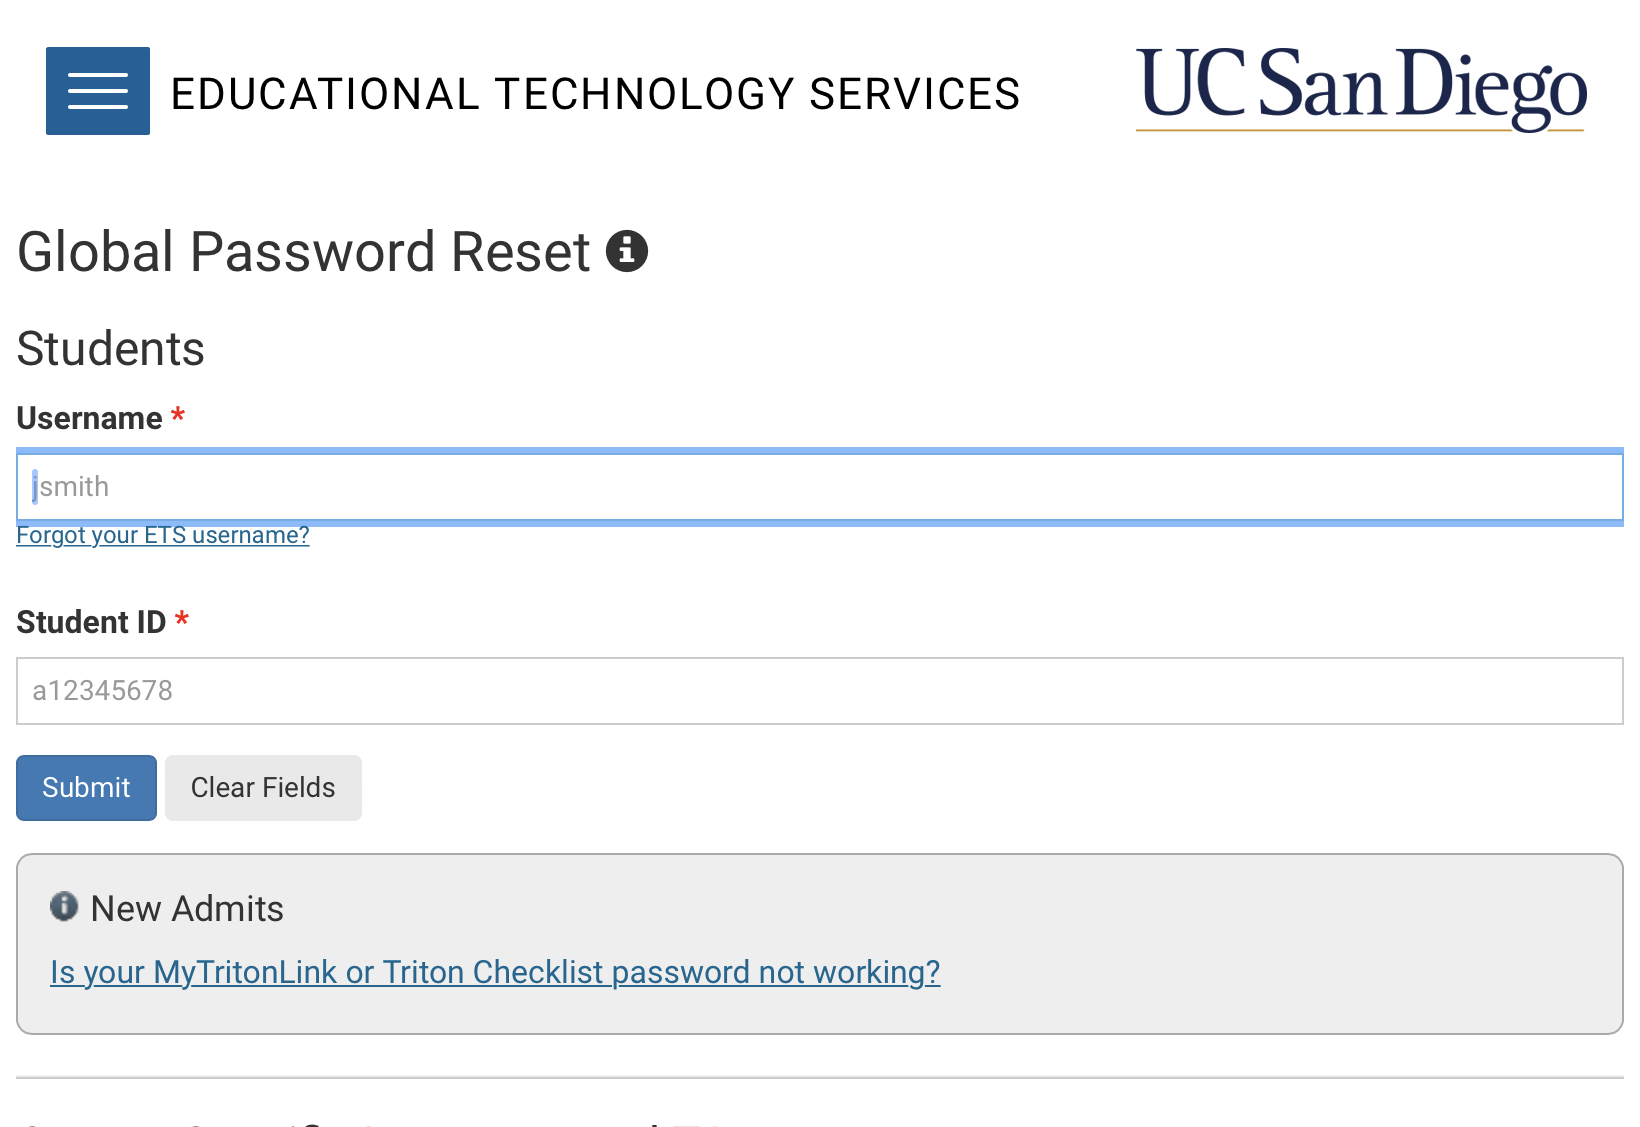 EDUCATIONAL TECHNOLOGY SERVICES
UC San Diego
Global Password Reset
Students
Username *
jsmith
Forgot your ETS username?
Student ID *
a12345678
Submit Clear Fields
New Admits
Is your MyTritonLink or Triton Checklist password not working?